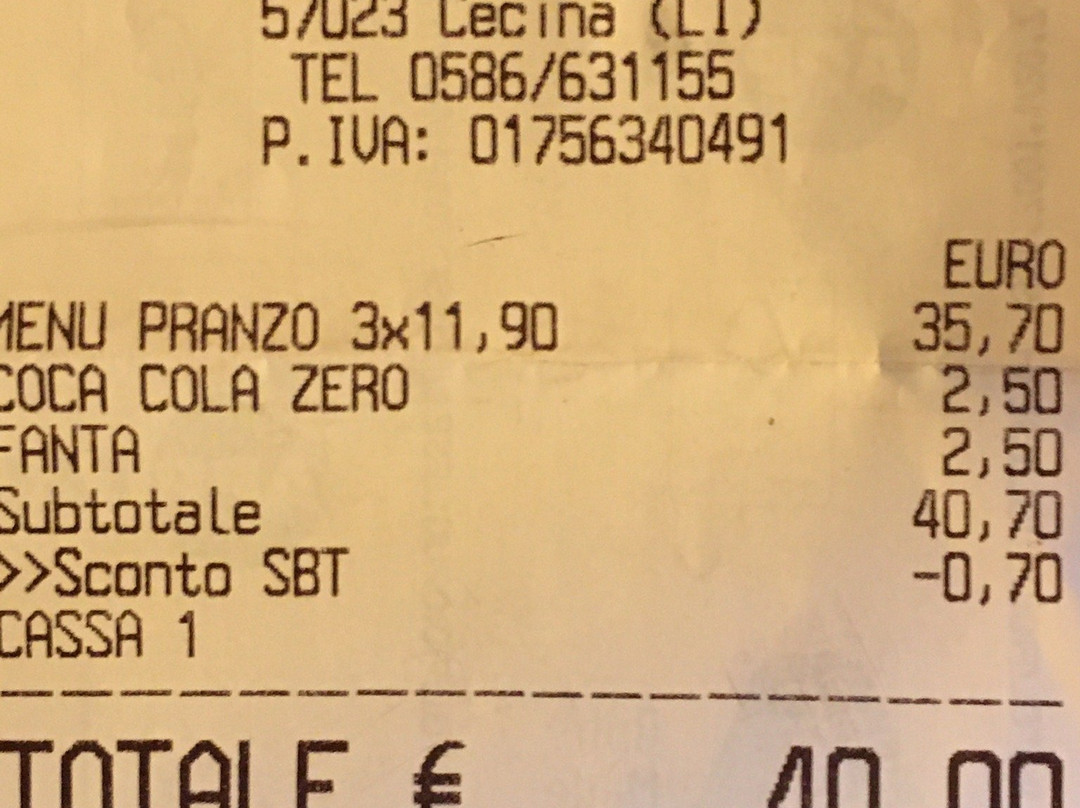 57023 Cecina (LI)
TEL 0586/631155
P.IVA: 01756340491
EURO
MENU PRANZO 3x11,90 35,70
COCA COLA ZERO 2,50
FANTA 2,50
Subtotale 40,70
>>Sconto SBT -0,70
CASSA 1
TOTALE € 40,00